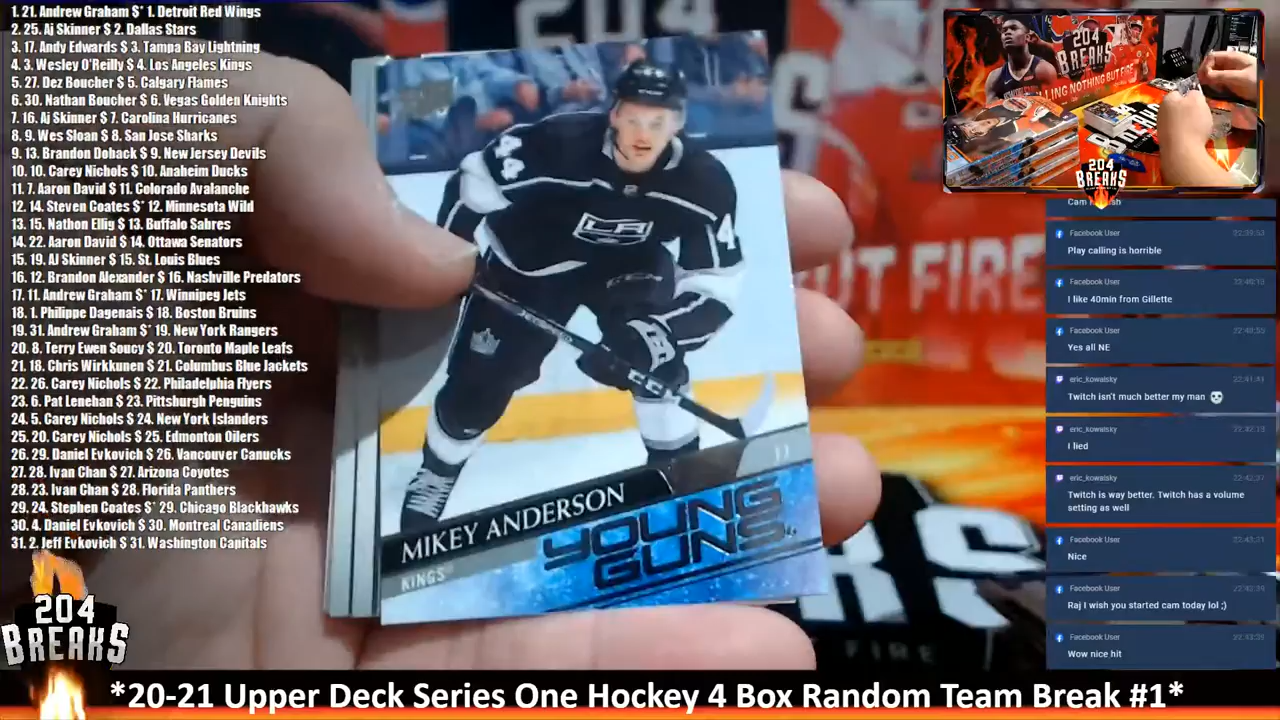 1. 21. Andrew Graham $* 1. Detroit Red Wings
2. 25. Aj Skinner $ 2. Dallas Stars
3. 17. Andy Edwards $ 3. Tampa Bay Lightning
4. 3. Wesley O'Reilly $ 4. Los Angeles Kings
5. 27. Dez Boucher $ 5. Calgary Flames
6. 30. Nathan Boucher $ 6. Vegas Golden Knights
7. 16. Aj Skinner $ 7. Carolina Hurricanes
8. 9. Wes Sloan $ 8. San Jose Sharks
9. 13. Brandon Dohack $ 9. New Jersey Devils
10. 10. Carey Nichols $ 10. Anaheim Ducks
11. 7. Aaron David $ 11. Colorado Avalanche
12. 14. Steven Coates $* 12. Minnesota Wild
13. 15. Nathon Ellig $ 13. Buffalo Sabres
14. 22. Aaron David $ 14. Ottawa Senators
15. 19. AJ Skinner $ 15. St. Louis Blues
16. 12. Brandon Alexander $ 16. Nashville Predators
17. 11. Andrew Graham $* 17. Winnipeg Jets
18. 1. Philippe Dagenais $ 18. Boston Bruins
19. 31. Andrew Graham $* 19. New York Rangers
20. 8. Terry Ewen Soucy $ 20. Toronto Maple Leafs
21. 18. Chris Wirkkunen $ 21. Columbus Blue Jackets
22. 26. Carey Nichols $ 22. Philadelphia Flyers
23. 6. Pat Lenehan $ 23. Pittsburgh Penguins
24. 5. Carey Nichols $ 24. New York Islanders
25. 20. Carey Nichols $ 25. Edmonton Oilers
26. 29. Daniel Evkovich $ 26. Vancouver Canucks
27. 28. Ivan Chan $ 27. Arizona Coyotes
28. 23. Ivan Chan $ 28. Florida Panthers
29. 24. Stephen Coates $* 29. Chicago Blackhawks
30. 4. Daniel Evkovich $ 30. Montreal Canadiens
31. 2. Jeff Evkovich $ 31. Washington Capitals
204
BREAKS
44
4
LA
CCM
MIKEY ANDERSON
KINGS
YOUNG
GUNS
UT FIRE
FIRE
204
BREAKS
LING NOTHING BUT FIRE
204
BREAKS
Cam
Facebook User
Play calling is horrible
Facebook User
I like 40min from Gillette
Facebook User
Yes all NE
eric_kowalsky
Twitch isn't much better my man
eric_kowalsky
I lied
eric_kowalsky
Twitch is way better. Twitch has a volume
setting as well
Facebook User
Nice
Facebook User
Raj I wish you started cam today lol ;)
Facebook User
Wow nice hit
*20-21 Upper Deck Series One Hockey 4 Box Random Team Break #1*